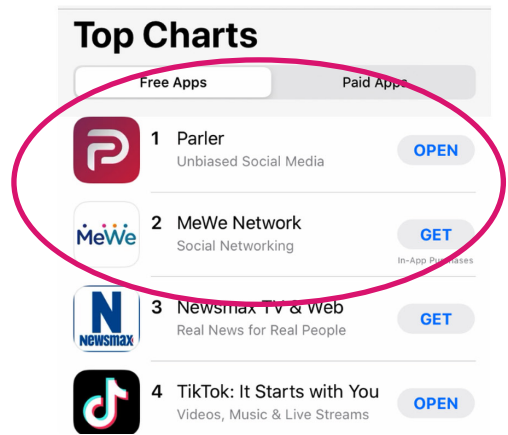 Top Charts
Free Apps Paid Apps
1 Parler OPEN
Unbiased Social Media
MeWe 2 MeWe Network GET
Social Networking In-App Purchases
N 3 Newsmax TV & Web GET
Newsmax Real News for Real People
4 TikTok: It Starts with You OPEN
Videos, Music & Live Streams